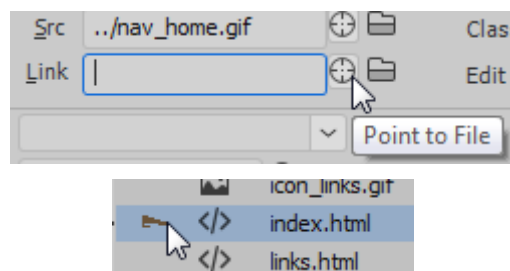 Src ../nav_home.gif Clas
Link Edit
Point to File
icon_links.gif
</> index.html
</> links.html